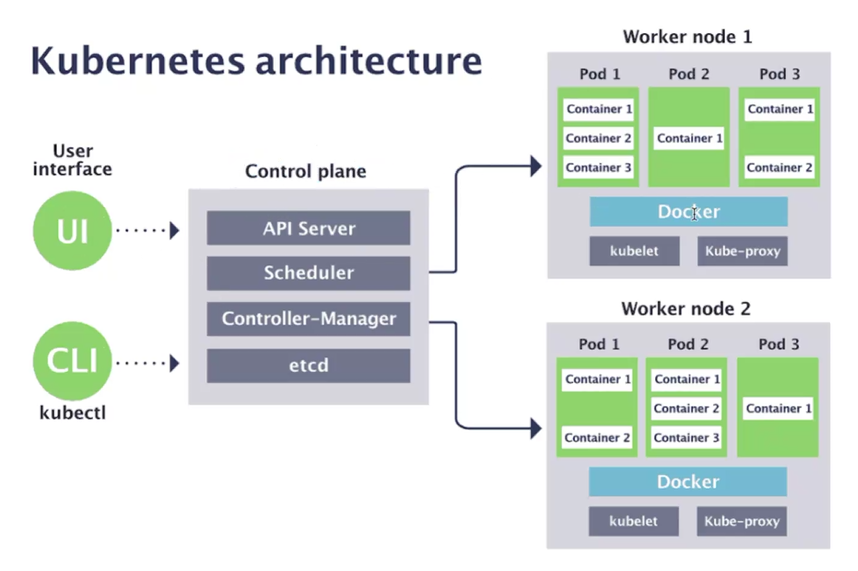 Kubernetes architecture
User
interface
UI
CLI
kubectl
Control plane
API Server
Scheduler
Controller-Manager
etcd
Worker node 1
Pod 1
Container 1
Container 2
Container 3
Pod 2
Container 1
Pod 3
Container 1
Container 2
Docker
kubelet
Kube-proxy
Worker node 2
Pod 1
Container 1
Container 2
Pod 2
Container 1
Container 2
Container 3
Pod 3
Container 1
Docker
kubelet
Kube-proxy